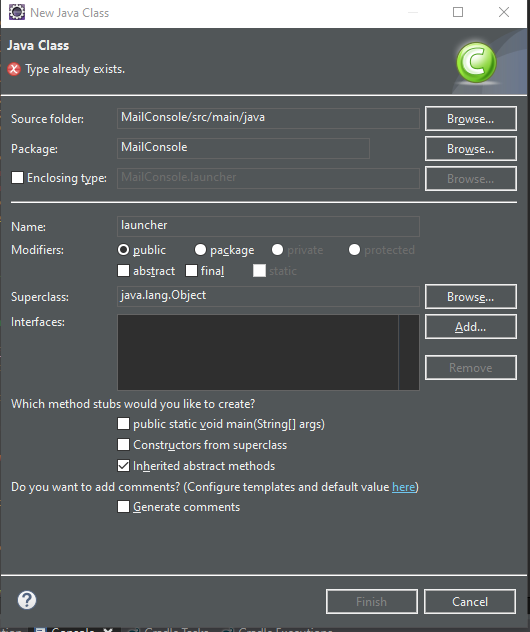 New Java Class
Java Class
Type already exists.
C
Source folder: MailConsole/src/main/java Browse...
Package: MailConsole Browse...
Enclosing type: MailConsole.launcher Browse...
Name: launcher
Modifiers: public package private protected
abstract final static
Superclass: java.lang.Object Browse...
Interfaces: Add...
Remove
Which method stubs would you like to create?
public static void main(String[] args)
Constructors from superclass
Inherited abstract methods
Do you want to add comments? (Configure templates and default value here)
Generate comments
? Finish Cancel
Console Gradle Tasks Gradle Executions